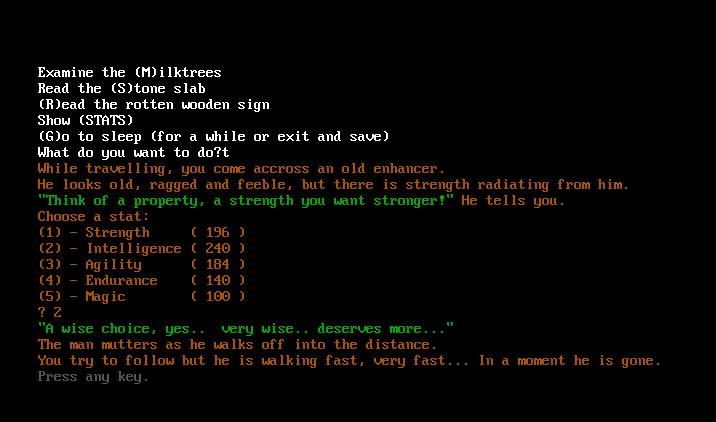 Examine the (M)ilktrees
Read the (S)tone slab
(R)ead the rotten wooden sign
Show (STATS)
(G)o to sleep (for a while or exit and save)
What do you want to do?t
While travelling, you come accross an old enhancer.
He looks old, ragged and feeble, but there is strength radiating from him.
"Think of a property, a strength you want stronger!" He tells you.
Choose a stat:
(1) - Strength     ( 196 )
(2) - Intelligence ( 240 )
(3) - Agility      ( 184 )
(4) - Endurance    ( 140 )
(5) - Magic        ( 100 )
? 2
"A wise choice, yes..  very wise.. deserves more..."
The man mutters as he walks off into the distance.
You try to follow but he is walking fast, very fast... In a moment he is gone.
Press any key.